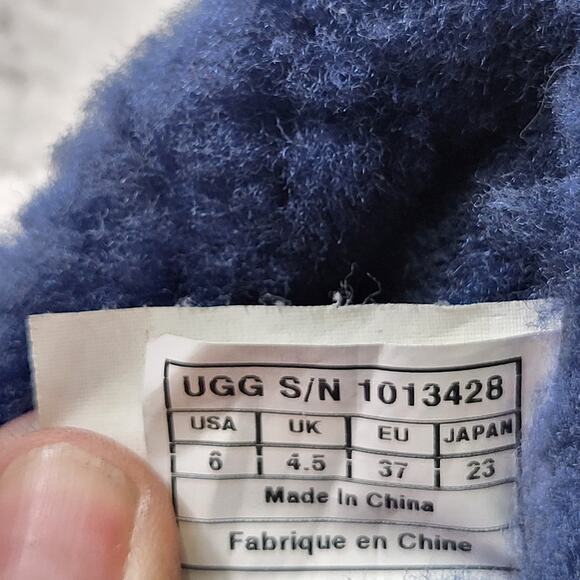 UGG S/N 1013428
USA UK EU JAPAN
6 4.5 37 23
Made In China
Fabrique en Chine